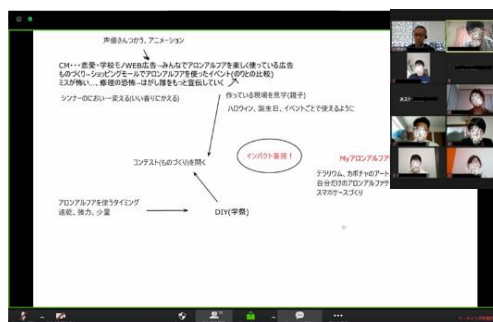 声優さんつかう、アニメーション
CM・・・恋愛・学校モノWEB広告→みんなでアロンアルファを楽しく使っている広告
ものづくり→ショッピングモールでアロンアルファを使ったイベント(のりとの比較)
ミスが怖い…、修理の恐怖→はがし隊をもっと宣伝していく
シンナーのにおい→変える(いい香りにかえる)
作っている現場を見学(親子)
ハロウィン、誕生日、イベントごとで使えるように
コンテスト(ものづくり)を開く
インパクト重視!
Myアロンアルファ
テラリウム、カボチャのアート
自分だけのアロンアルファケ
スマホケースづくり
アロンアルファを使うタイミング
速乾、強力、少量
DIY(学祭)
ホスト